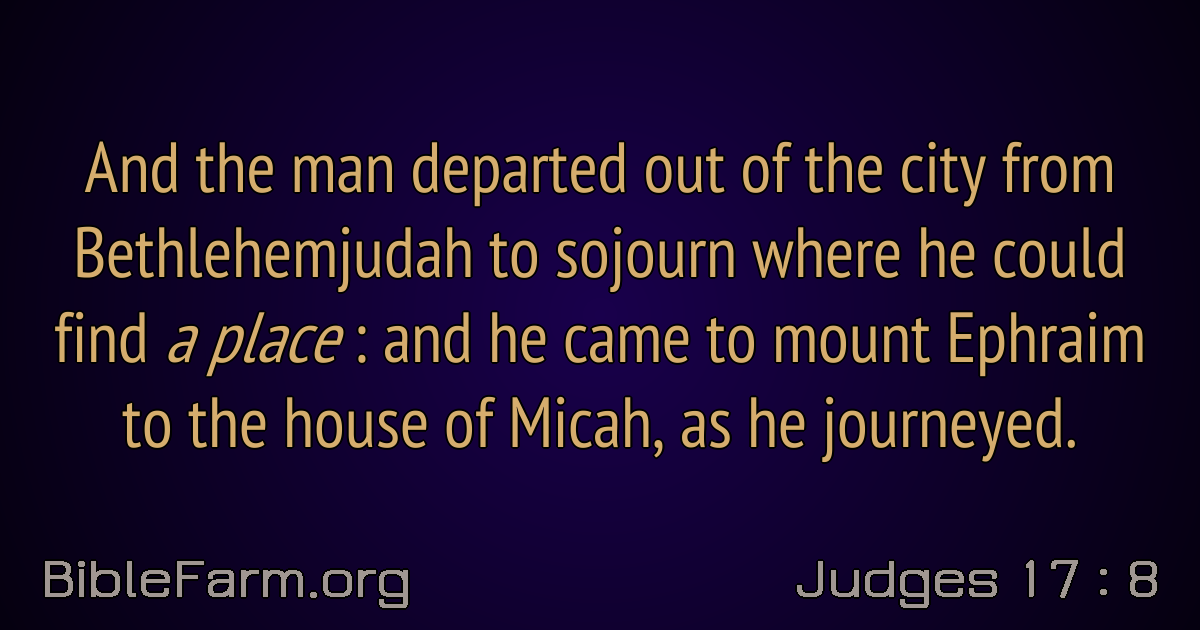 And the man departed out of the city from
Bethlehemjudah to sojourn where he could
find a place : and he came to mount Ephraim
to the house of Micah, as he journeyed.
BibleFarm.org
Judges 17 : 8